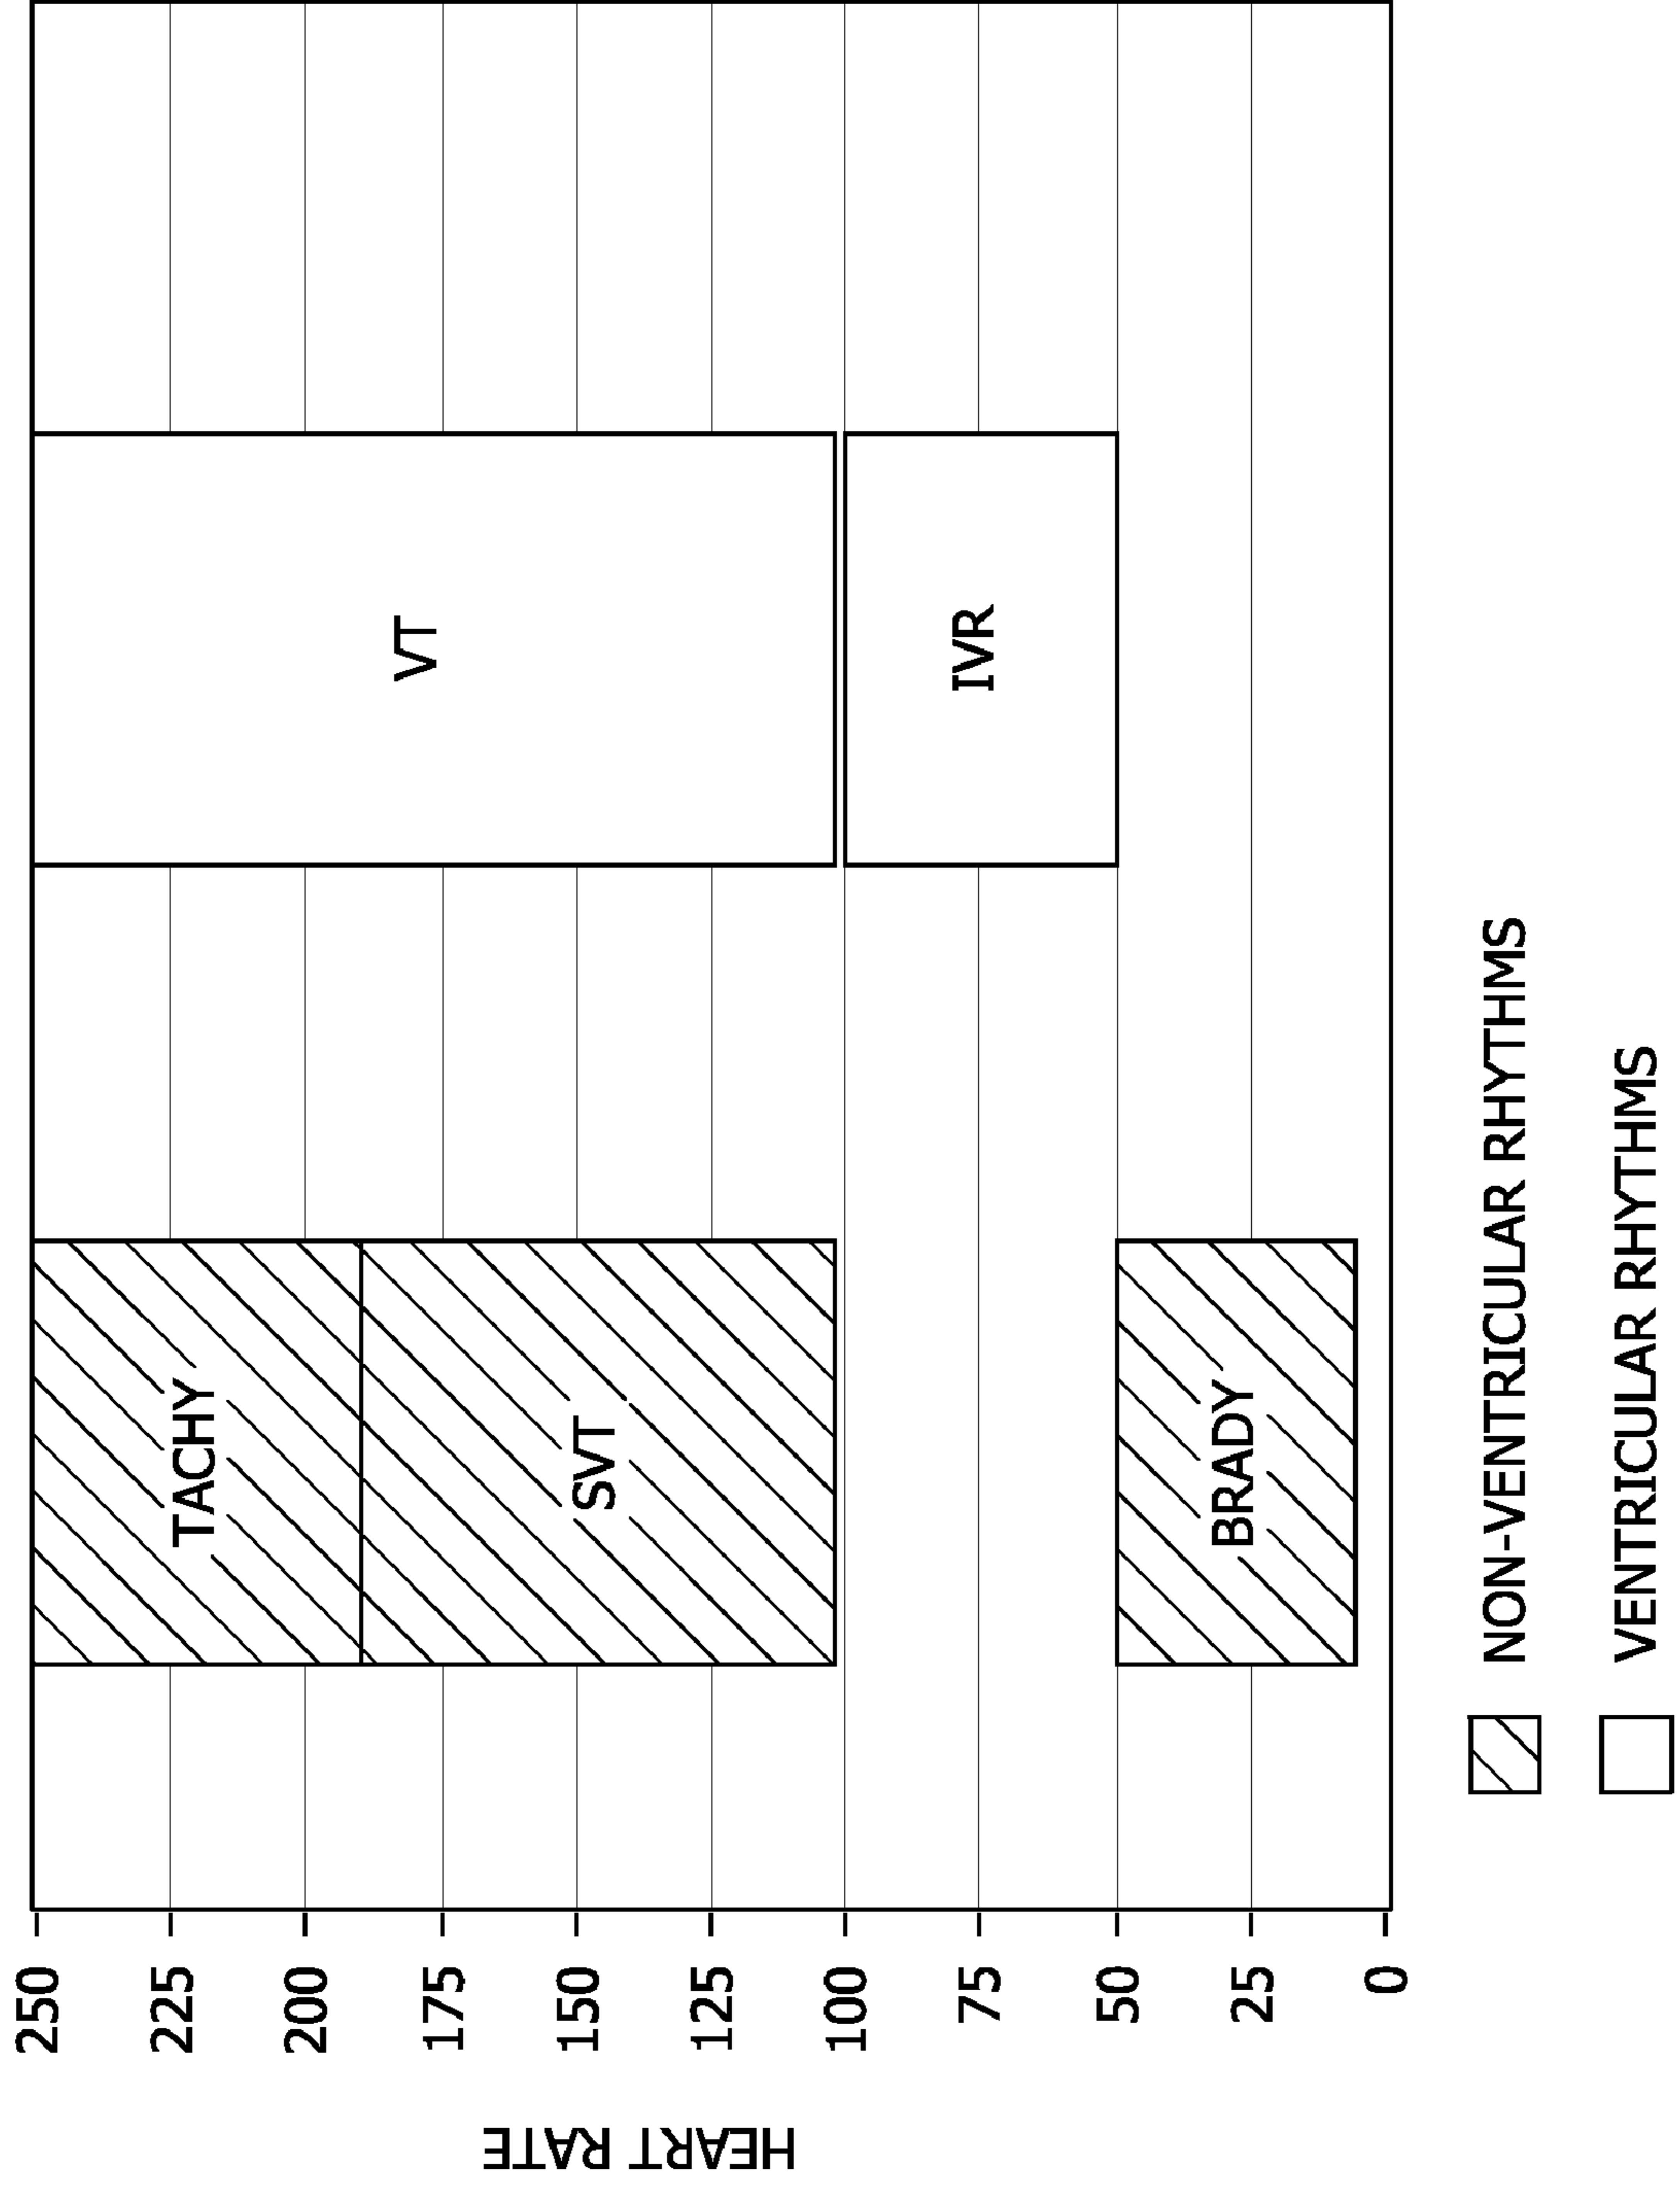 HEART RATE
250
225
200
175
150
125
100
75
50
25
0
TACHY
SVT
BRADY
VT
IVR
NON-VENTRICULAR RHYTHMS
VENTRICULAR RHYTHMS